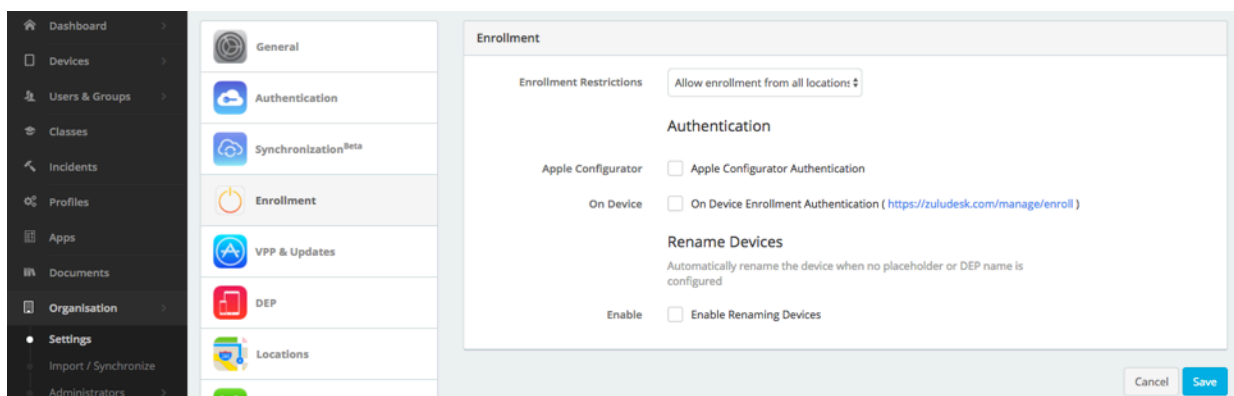 Dashboard
Devices
Users & Groups
Classes
Incidents
Profiles
Apps
Documents
Organisation
Settings
Import / Synchronize
Administrators
General
Authentication
Synchronization Beta
Enrollment
VPP & Updates
DEP
Locations
Enrollment
Enrollment Restrictions Allow enrollment from all locations
Authentication
Apple Configurator Apple Configurator Authentication
On Device On Device Enrollment Authentication ( https://zuludesk.com/manage/enroll )
Rename Devices
Automatically rename the device when no placeholder or DEP name is
configured
Enable Enable Renaming Devices
Cancel Save